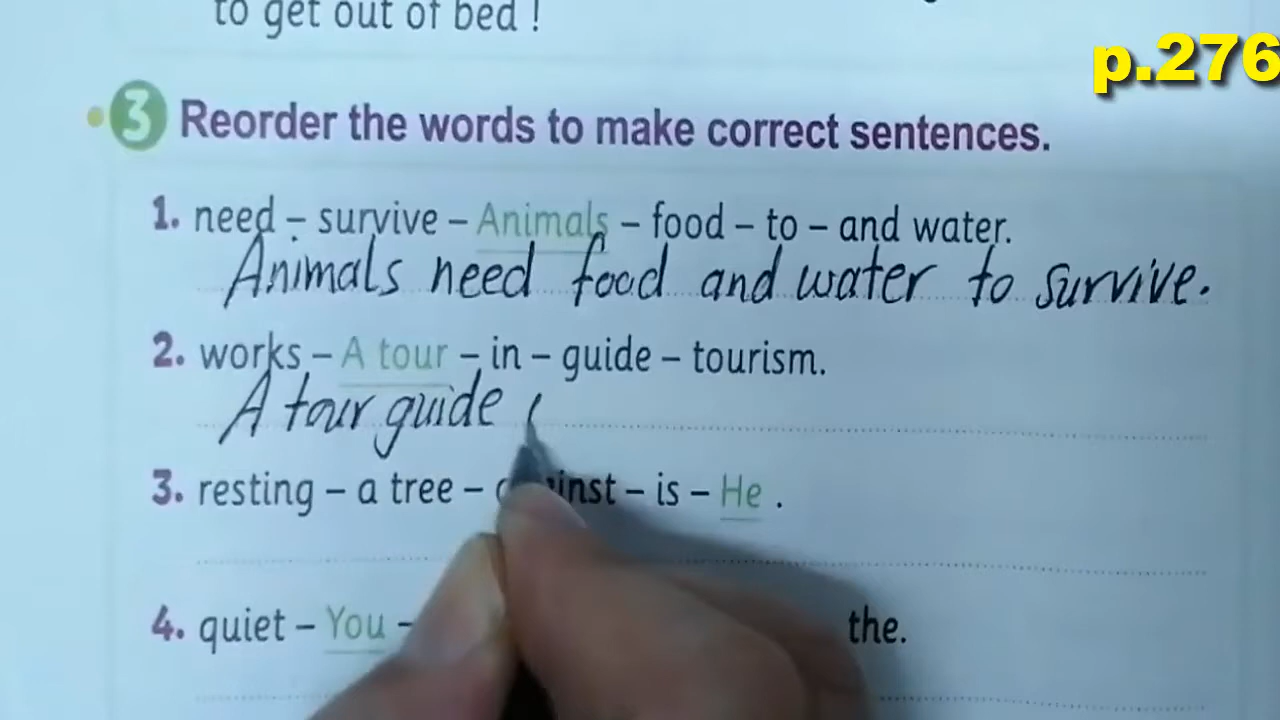 to get out of bed !
p.276
3 Reorder the words to make correct sentences.
1. need – survive – Animals – food – to – and water.
Animals need food and water to survive.
2. works – A tour – in – guide – tourism.
A tour guide
3. resting – a tree – – is – He .
4. quiet – You – the.